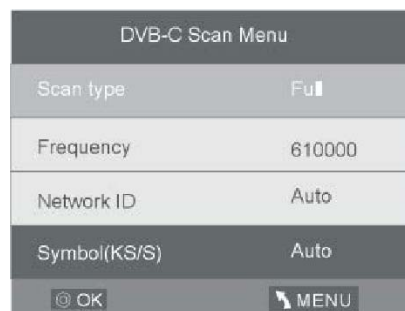 DVB-C Scan Menu
Scan type Full
Frequency 610000
Network ID Auto
Symbol(KS/S) Auto
OK MENU